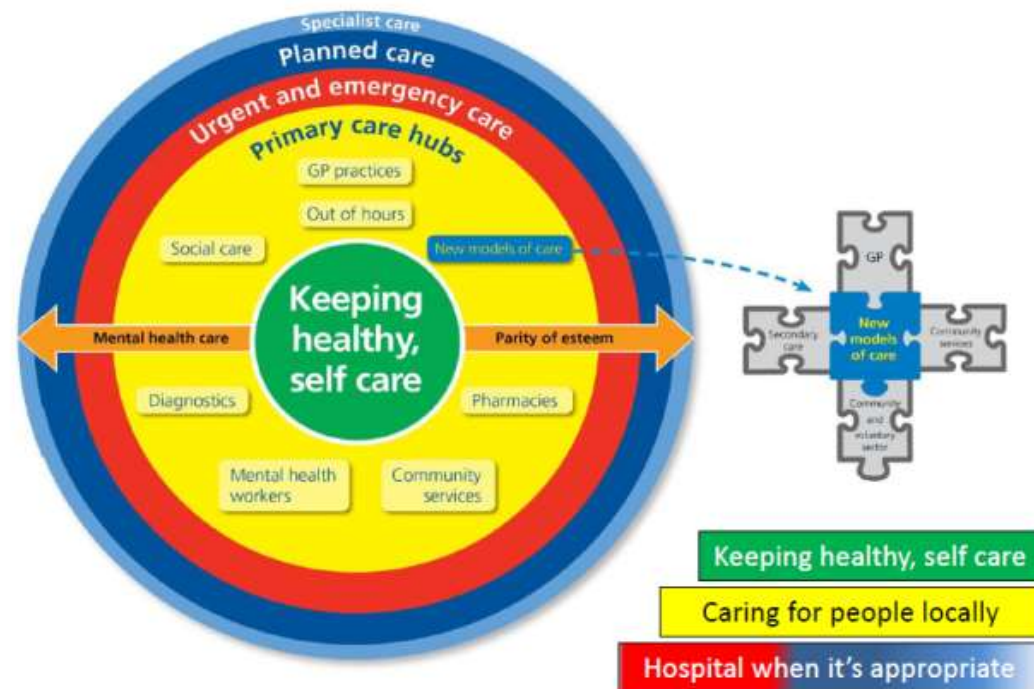 Specialist care
Planned care
Urgent and emergency care
Primary care hubs
GP practices
Out of hours
Social care
New models of care
Keeping
healthy,
self care
Mental health care
Parity of esteem
Diagnostics
Pharmacies
Mental health
workers
Community
services
GP
Secondary
care
New
models
of care
Community
services
Community
and
voluntary
sector
Keeping healthy, self care
Caring for people locally
Hospital when it's appropriate